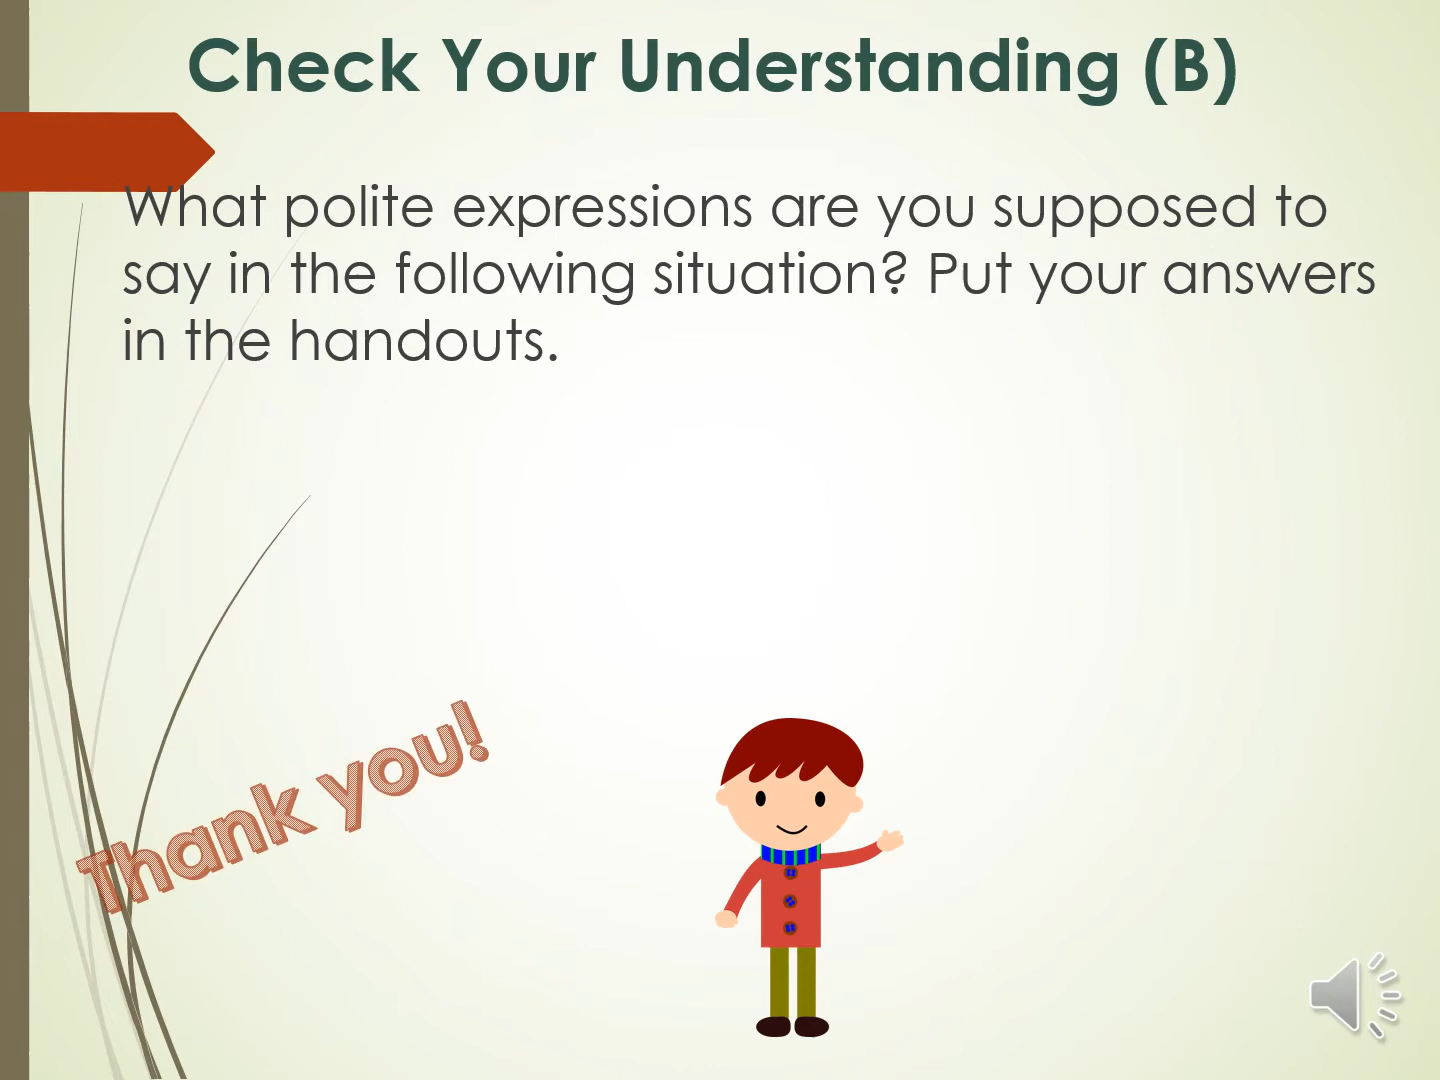 Check Your Understanding (B)
What polite expressions are you supposed to
say in the following situation? Put your answers
in the handouts.
Thank you!